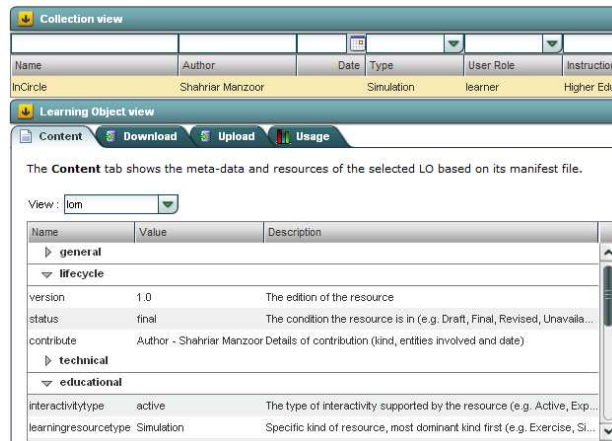 Collection view
Name Author Date Type User Role Instruction
InCircle Shahriar Manzoor Simulation learner Higher Edu
Learning Object view
Content Download Upload Usage
The Content tab shows the meta-data and resources of the selected LO based on its manifest file.
View : lom
Name Value Description
general
lifecycle
version 1.0 The edition of the resource
status final The condition the resource is in (e.g. Draft, Final, Revised, Unavaila...
contribute Author - Shahriar Manzoor Details of contribution (kind, entities involved and date)
technical
educational
interactivitytype active The type of interactivity supported by the resource (e.g. Active, Exp...
learningresourcetype Simulation Specific kind of resource, most dominant kind first (e.g. Exercise, Si...